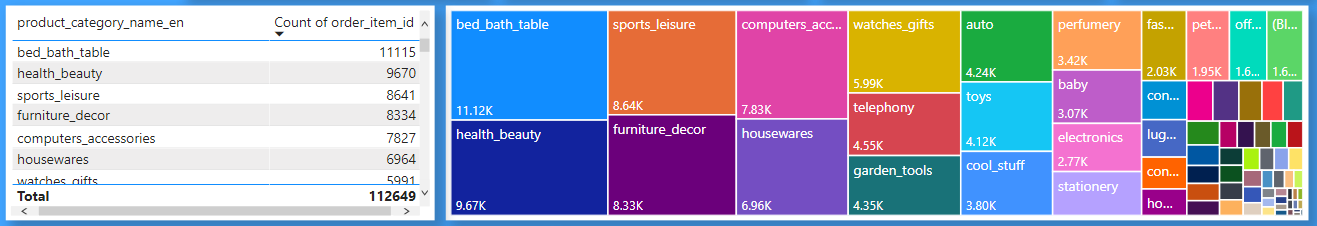 product_category_name_en Count of order_item_id
bed_bath_table 11115
health_beauty 9670
sports_leisure 8641
furniture_decor 8334
computers_accessories 7827
housewares 6964
watches_gifts 5991
Total 112649
bed_bath_table
11.12K
health_beauty
9.67K
sports_leisure
8.64K
furniture_decor
8.33K
computers_acc...
7.83K
housewares
6.96K
watches_gifts
5.99K
telephony
4.55K
garden_tools
4.35K
auto
4.24K
toys
4.12K
cool_stuff
3.80K
perfumery
3.42K
baby
3.07K
electronics
2.77K
stationery
fas...
2.03K
con...
lug...
con...
ho...
pet...
1.95K
off...
1.6...
(Bl...
1.6...